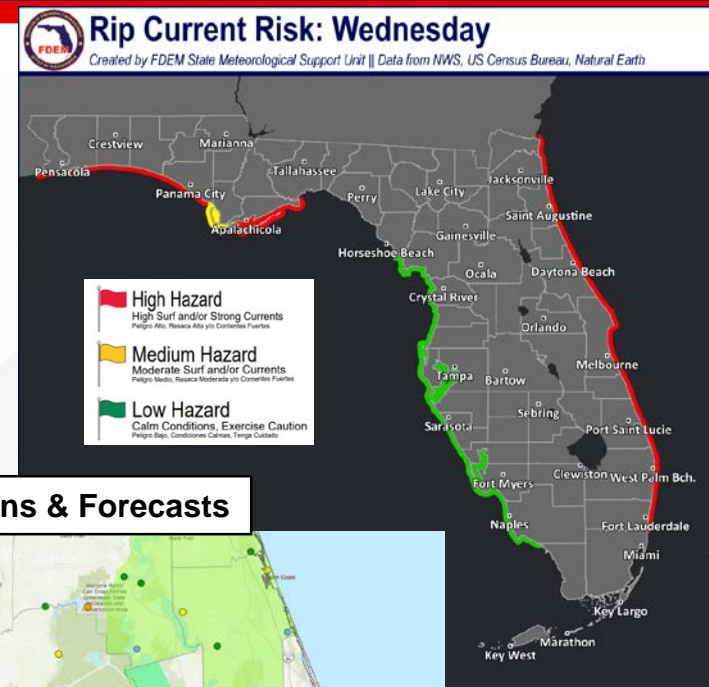 FDEM
Rip Current Risk: Wednesday
Created by FDEM State Meteorological Support Unit || Data from NWS, US Census Bureau, Natural Earth
Crestview
Marianna
Pensacola
Tallahassee
Jacksonville
Panama City
Perry
Lake City
Saint Augustine
Apalachicola
Gainesville
Horseshoe Beach
Ocala
Daytona Beach
Crystal River
Orlando
Melbourne
Tampa
Bartow
Sebring
Sarasota
Port Saint Lucie
Fort Myers
Clewiston
West Palm Bch.
Naples
Fort Lauderdale
Miami
Key Largo
Marathon
Key West
High Hazard
High Surf and/or Strong Currents
Peligro Alto, Resaca Alta y/o Corrientes Fuertes
Medium Hazard
Moderate Surf and/or Currents
Peligro Medio, Resaca Moderada y/o Corrientes Fuertes
Low Hazard
Calm Conditions, Exercise Caution
Peligro Bajo, Condiciones Calmas, Tenga Cuidado
ns & Forecasts